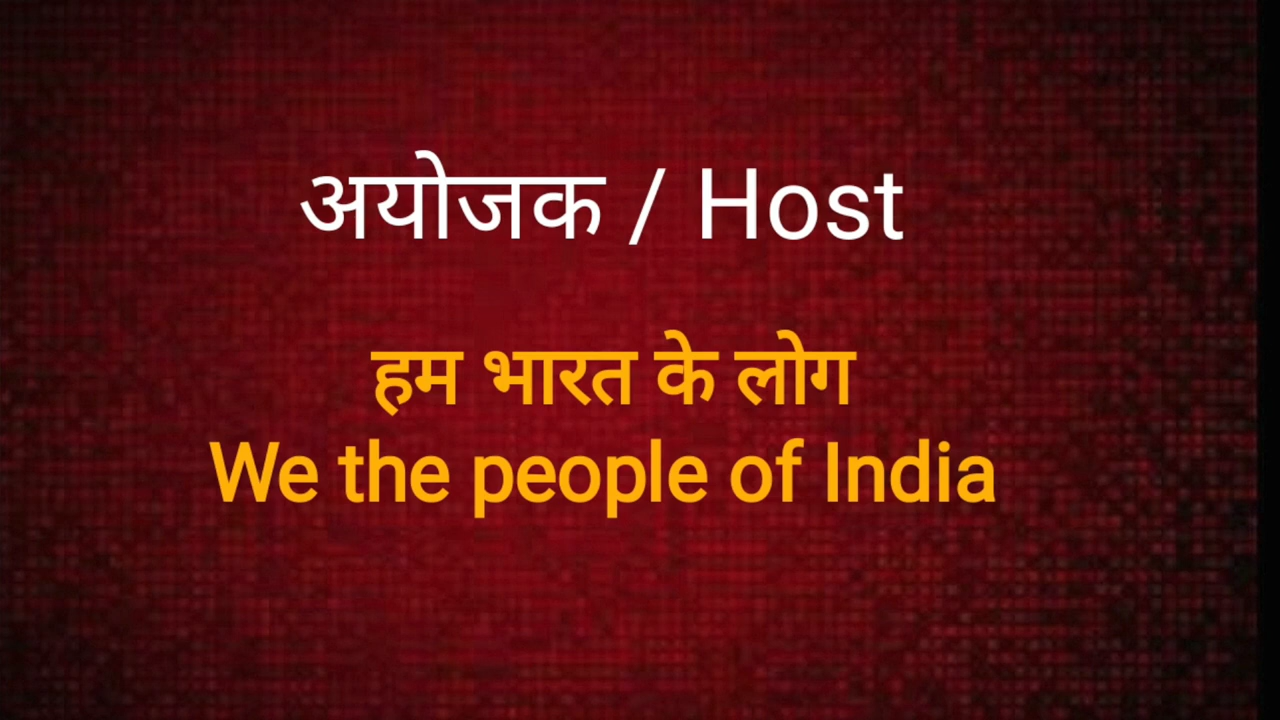 अयोजक / Host
हम भारत के लोग
We the people of India